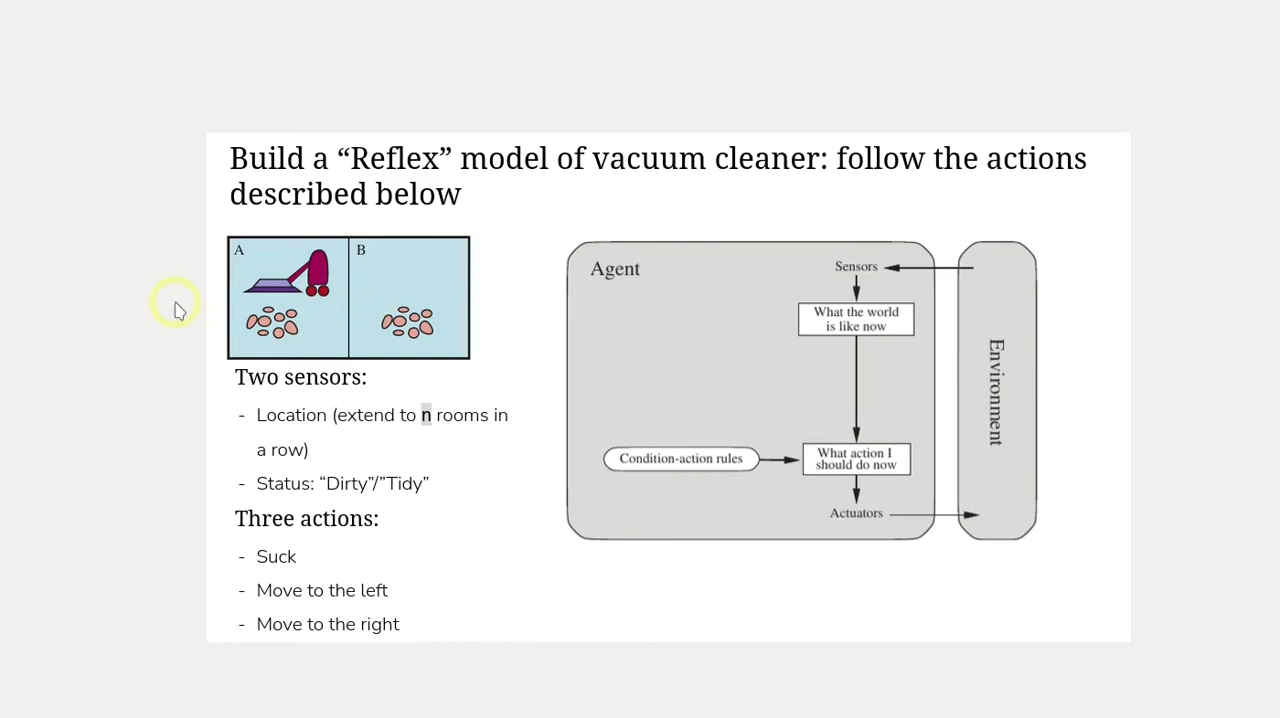 Build a “Reflex” model of vacuum cleaner: follow the actions
described below
A
B
Two sensors:
- Location (extend to n rooms in
a row)
- Status: “Dirty”/”Tidy”
Three actions:
- Suck
- Move to the left
- Move to the right
Agent
Sensors
What the world
is like now
Condition-action rules
What action I
should do now
Actuators
Environment